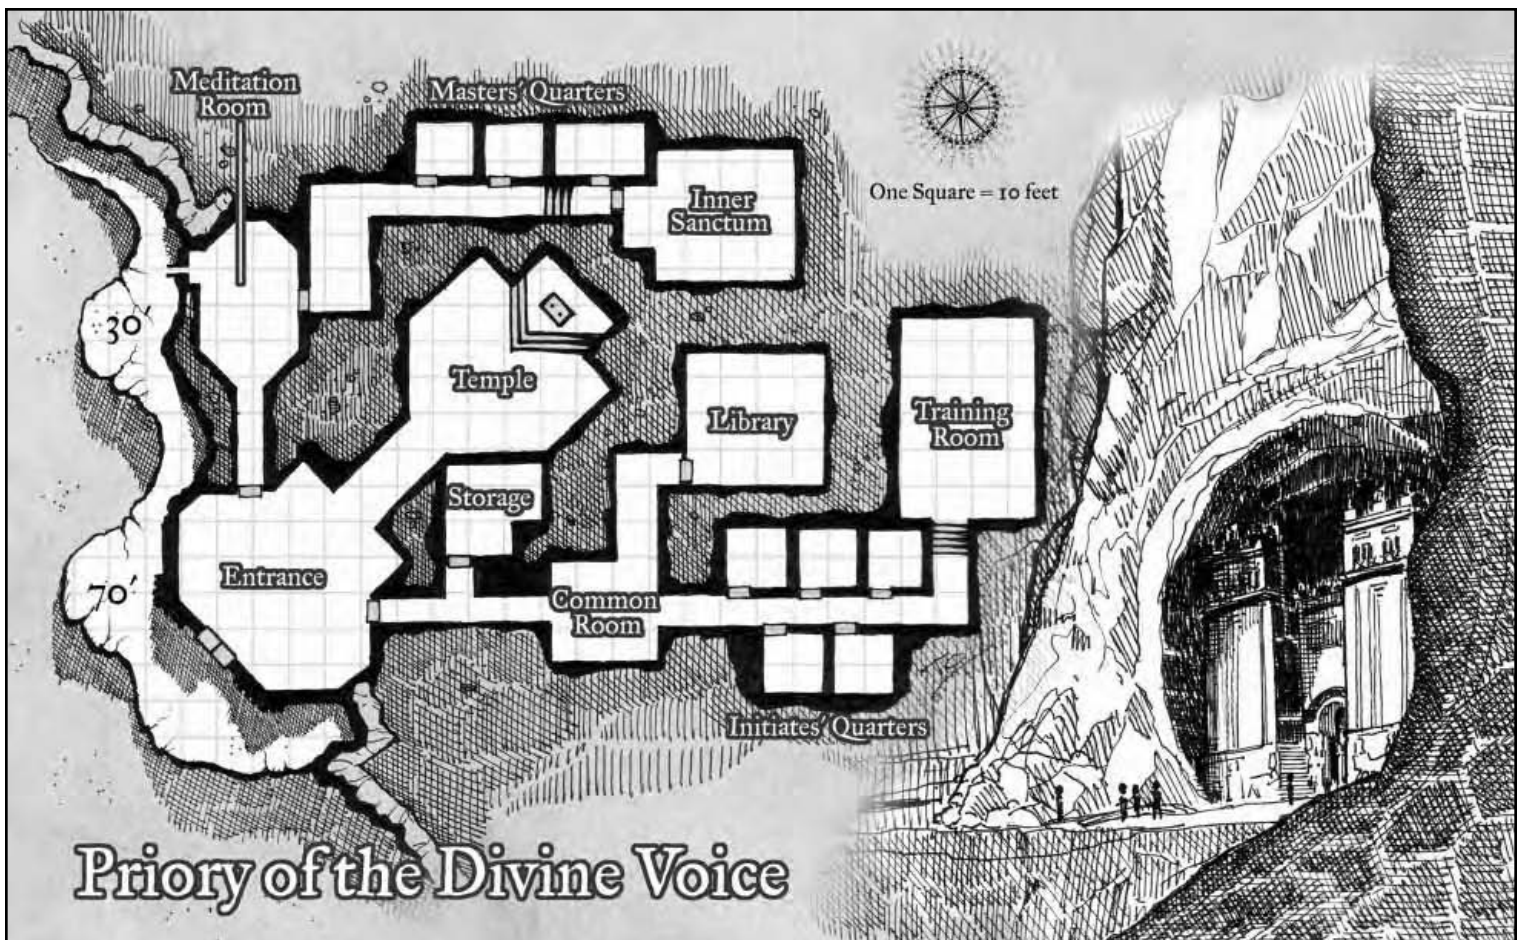 Meditation
Room
Masters' Quarters
One Square = 10 feet
Inner
Sanctum
30'
Temple
Library
Training
Room
Storage
Entrance
70'
Common
Room
Initiates' Quarters
Priory of the Divine Voice